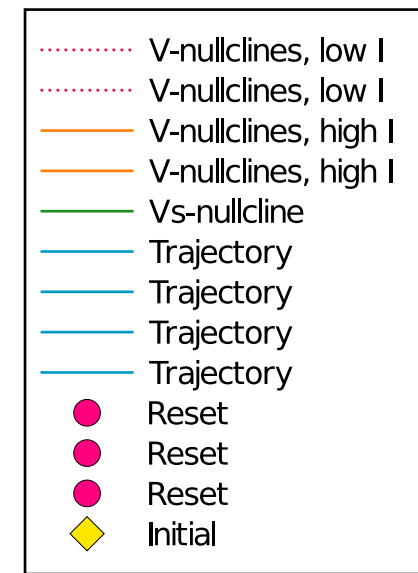 V-nullclines, low I
V-nullclines, low I
V-nullclines, high I
V-nullclines, high I
Vs-nullcline
Trajectory
Trajectory
Trajectory
Trajectory
Reset
Reset
Reset
Initial